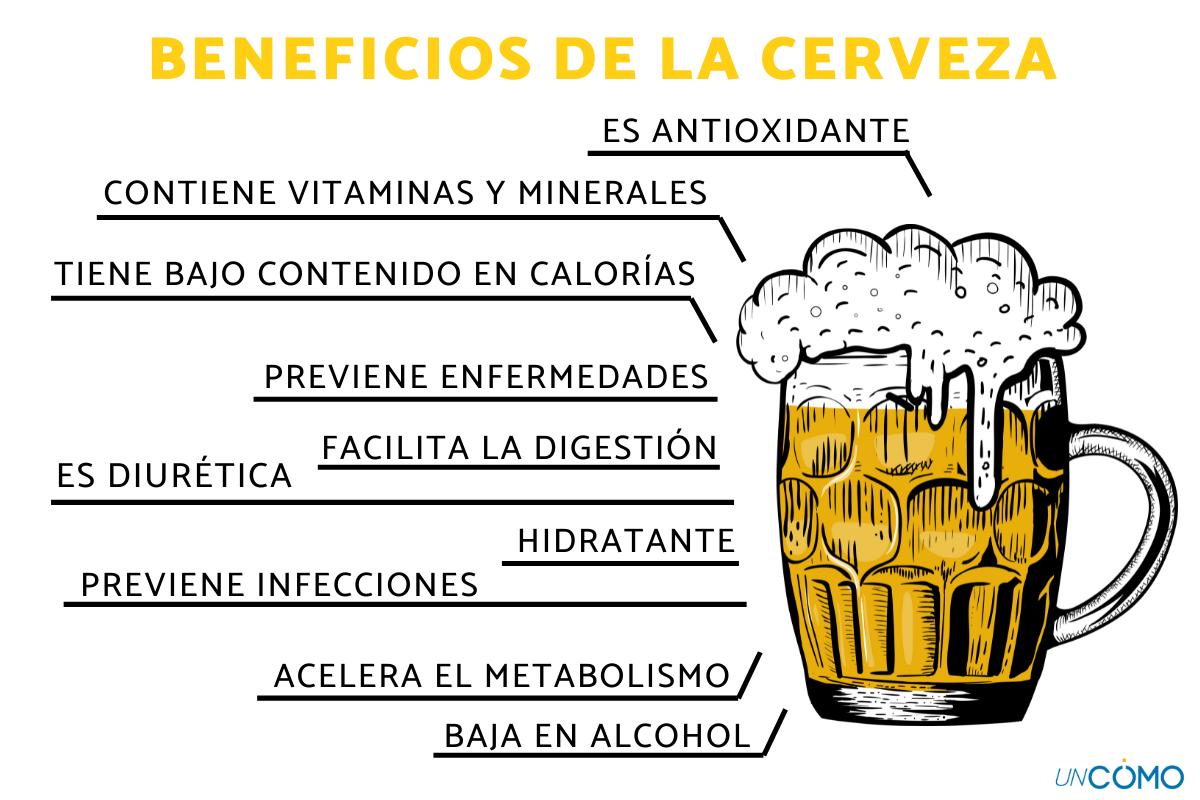 BENEFICIOS DE LA CERVEZA
ES ANTIOXIDANTE
CONTIENE VITAMINAS Y MINERALES
TIENE BAJO CONTENIDO EN CALORÍAS
PREVIENE ENFERMEDADES
FACILITA LA DIGESTIÓN
ES DIURÉTICA
HIDRATANTE
PREVIENE INFECCIONES
ACELERA EL METABOLISMO
BAJA EN ALCOHOL
UNCÓMO